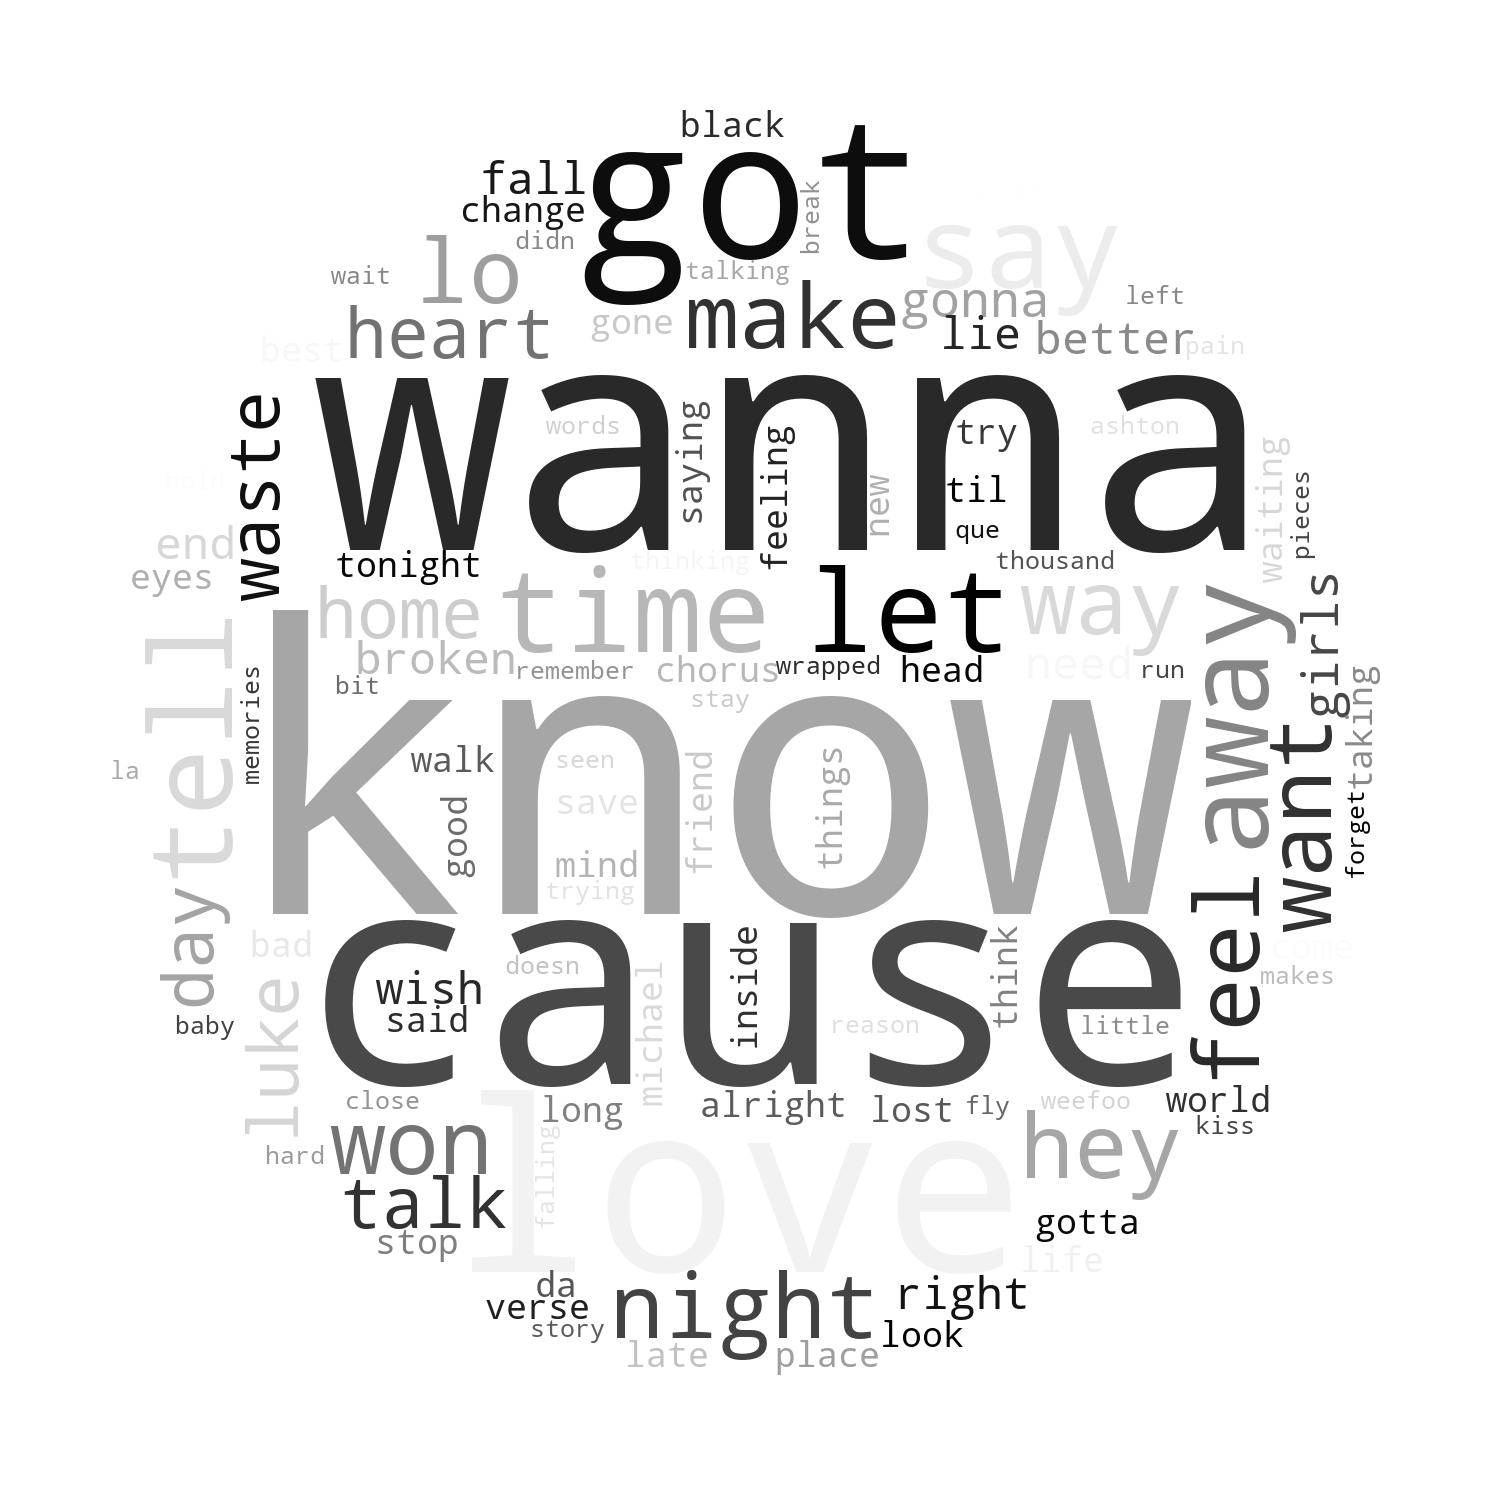 black
got
fall
change
break
didn
say
lo
talking
wait
make
gonna
left
heart
gone
lie
better
pain
best
wanna
waste
words
saying
feeling
try
ashton
new
til
que
waiting
pieces
hold
end
eyes
tonight
thinking
thousand
home
time
let
way
girls
broken
remember
chorus
wrapped
head
need
run
stay
bit
memories
tell
know
away
want
taking
la
walk
seen
save
friend
things
good
mind
trying
forget
day
cause
feel
bad
wish
said
doesn
michael
inside
reason
think
little
come
makes
baby
luke
close
long
alright
lost
fly
weefoo
world
kiss
hard
won
falling
love
hey
talk
stop
gotta
life
da
verse
story
night
right
look
late
place